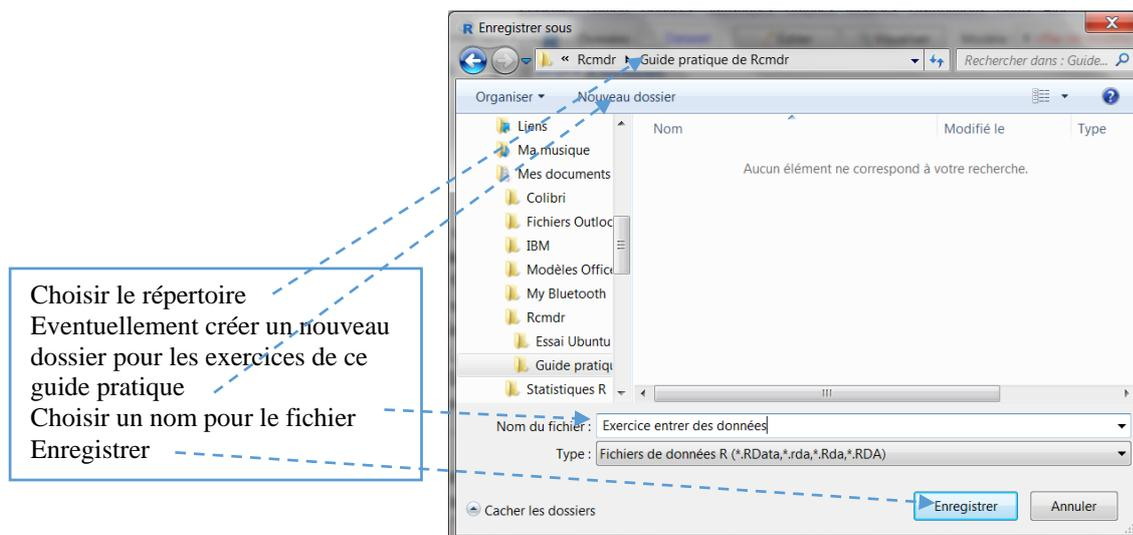 Enregistrer sous
« Rcmdr Guide pratique de Rcmdr
Rechercher dans : Guide...
Organiser
Nouveau dossier
Liens
Ma musique
Mes documents
Colibri
Fichiers Outloc
IBM
Modèles Office
My Bluetooth
Rcmdr
Essai Ubuntu
Guide pratiqu
Statistiques R
Nom
Modifié le
Type
Aucun élément ne correspond à votre recherche.
Choisir le répertoire
Eventuellement créer un nouveau
dossier pour les exercices de ce
guide pratique
Choisir un nom pour le fichier
Enregistrer
Nom du fichier : Exercice entrer des données
Type : Fichiers de données R (*.RData,*.rda,*.Rda,*.RDA)
Cacher les dossiers
Enregistrer
Annuler